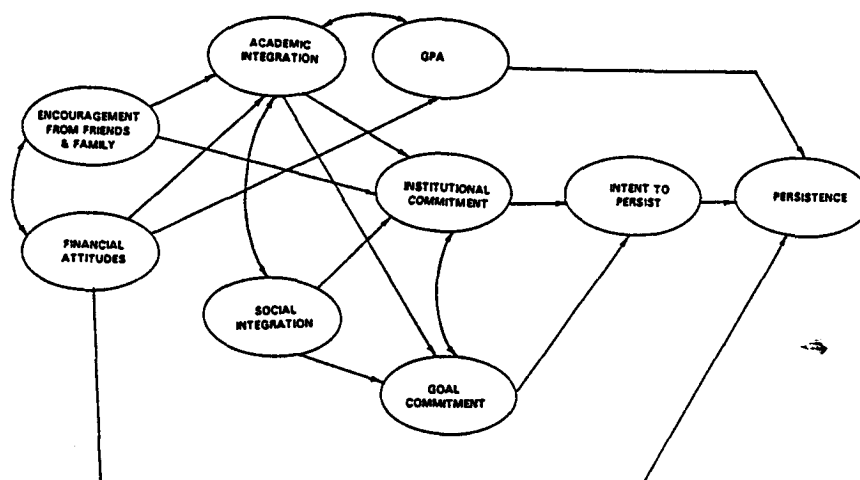 ACADEMIC
INTEGRATION
GPA
ENCOURAGEMENT
FROM FRIENDS
& FAMILY
INSTITUTIONAL
COMMITMENT
INTENT TO
PERSIST
PERSISTENCE
FINANCIAL
ATTITUDES
SOCIAL
INTEGRATION
GOAL
COMMITMENT